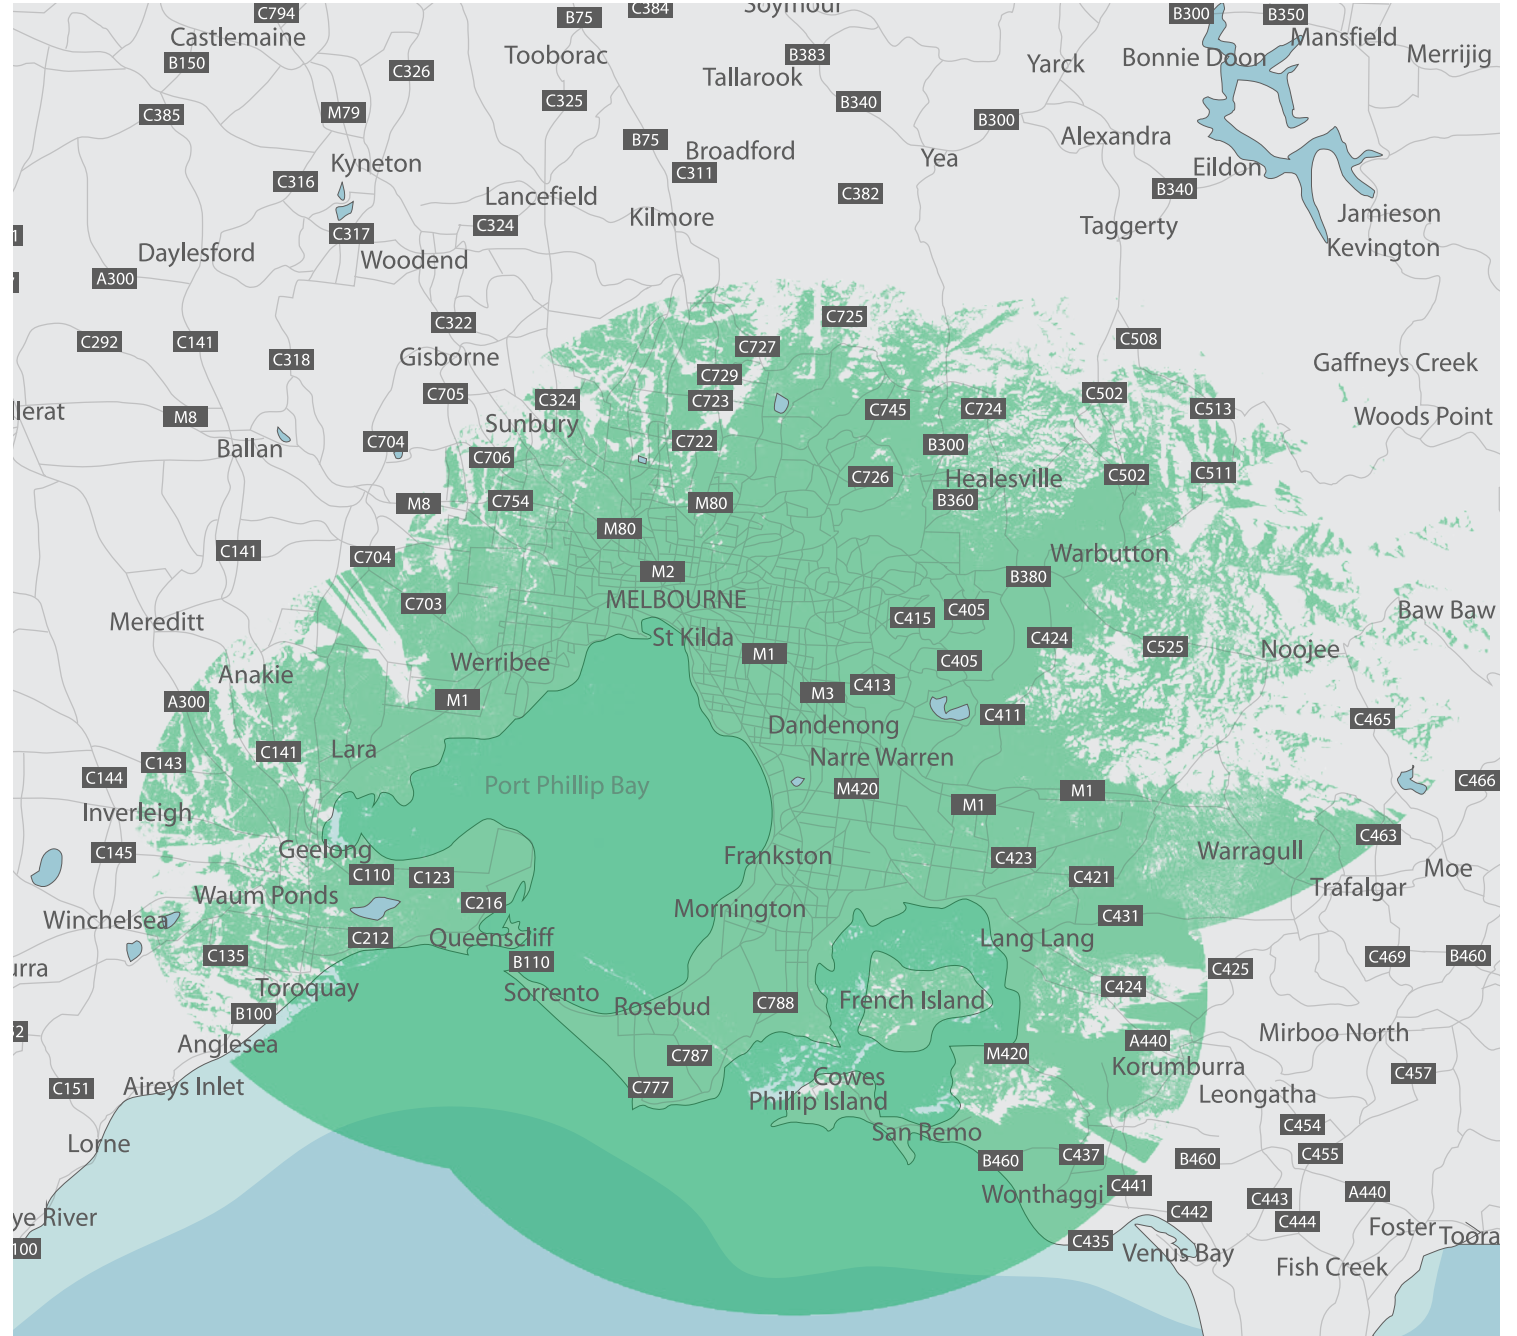 C794
B75
C384
B300
B350
Castlemaine
Tooborac
B383
Yarck
Bonnie Doon
Mansfield
Merrijig
B150
C326
Tallarook
C385
M79
C325
B340
B300
B75
Broadford
Alexandra
Kyneton
C311
Yea
Eildon
C316
Lancefield
C382
B340
C317
C324
Kilmore
Taggerty
Jamieson
Daylesford
Woodend
Kevington
A300
C322
C725
C292
C141
C318
Gisborne
C727
C508
Gaffneys Creek
C705
C324
C729
C723
C745
C724
C502
C513
llerat
M8
Sunbury
Woods Point
Ballan
C704
C706
C722
B300
C726
Healesville
C502
C511
M8
C754
M80
B360
M80
C141
C704
M2
Warbutton
B380
C703
MELBOURNE
C415
C405
Baw Baw
Mereditt
St Kilda
C424
C525
Noojee
Anakie
Werribee
M1
C405
A300
M1
M3
C413
C411
C465
Lara
C141
Dandenong
C143
C144
Port Phillip Bay
Narre Warren
M420
M1
M1
C466
Inverleigh
C145
Geelong
Frankston
C423
Warragull
C463
C110
C123
C421
Moe
Waum Ponds
C216
Trafalgar
Winchelsea
Mornington
C431
C212
Queenscliff
Lang Lang
urra
C135
B110
C425
C469
B460
Toroquay
Sorrento
Rosebud
C788
French Island
C424
B100
Anglesea
Mirboo North
C787
M420
A440
C151
Aireys Inlet
C777
Cowes
Korumburra
C457
Phillip Island
Leongatha
Lorne
San Remo
C454
B460
C437
B460
C455
Wonthaggi
C441
C443
A440
C442
C444
ye River
Foster
Toora
100
C435
Venus Bay
Fish Creek